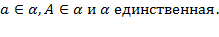 a ∈ α, A ∈ α и α единственная.